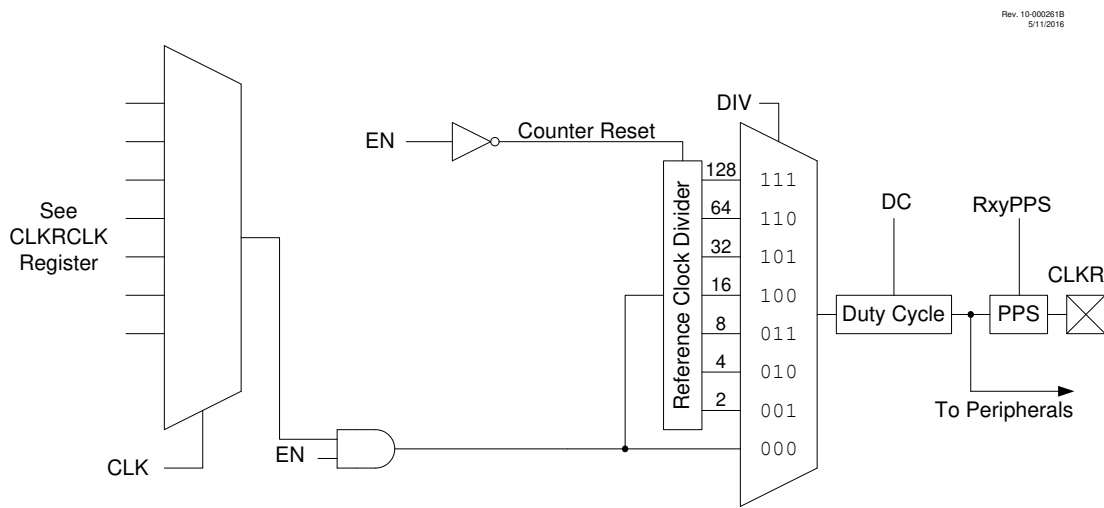 Rev. 10-000261B
5/11/2016
DIV
EN
Counter Reset
See
CLKRCLK
Register
Reference Clock Divider
128
64
32
16
8
4
2
111
110
101
100
011
010
001
000
DC
RxyPPS
CLKR
Duty Cycle
PPS
To Peripherals
EN
CLK